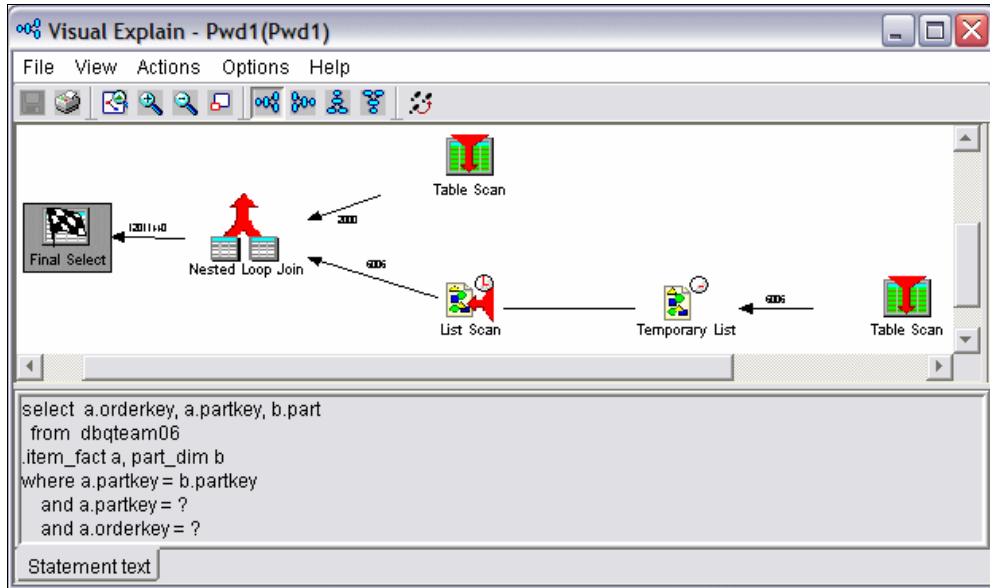 Visual Explain - Pwd1(Pwd1)
File View Actions Options Help
Table Scan
2000
Final Select
Nested Loop Join
6006
List Scan
Temporary List
6006
Table Scan
select a.orderkey, a.partkey, b.part
from dbqteam06
.item_fact a, part_dim b
where a.partkey = b.partkey
and a.partkey = ?
and a.orderkey = ?
Statement text